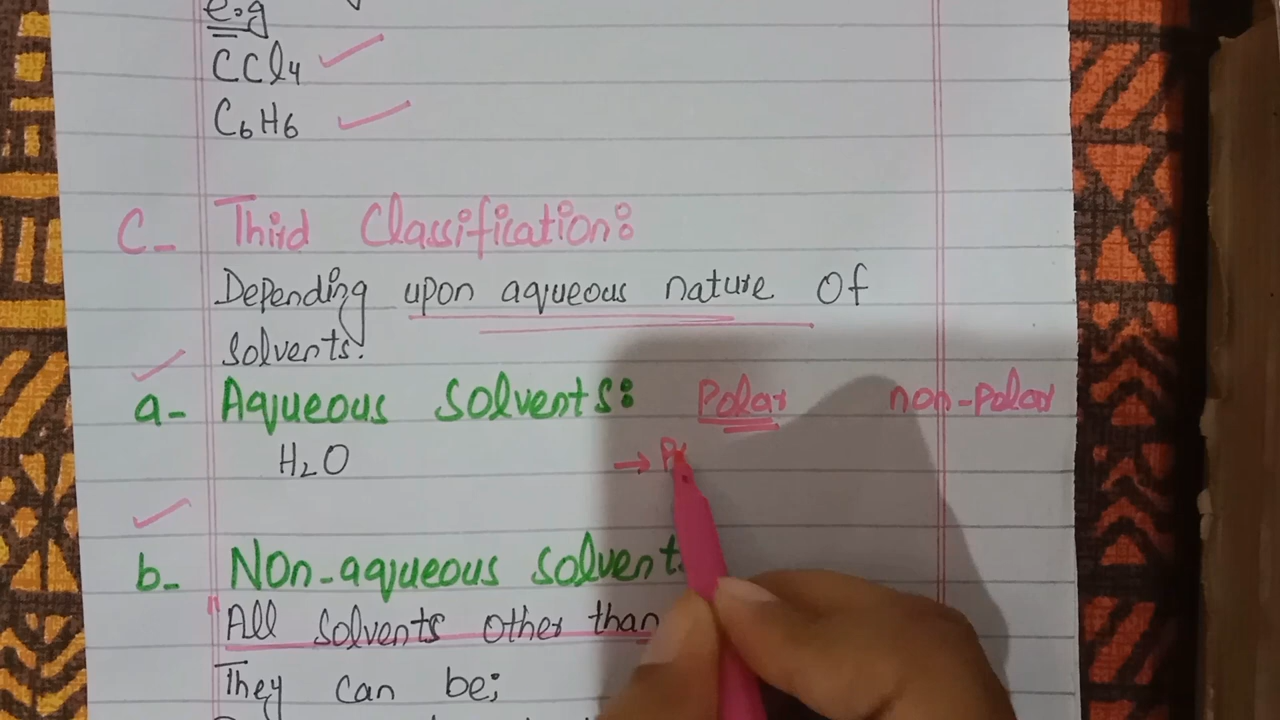 e.g
CCl4
C6H6
C- Third Classification:
Depending upon aqueous nature of
solvents.
a- Aqueous solvents: Polar non-polar
H2O →
b- Non-aqueous solvent
All solvents other than
They can be;